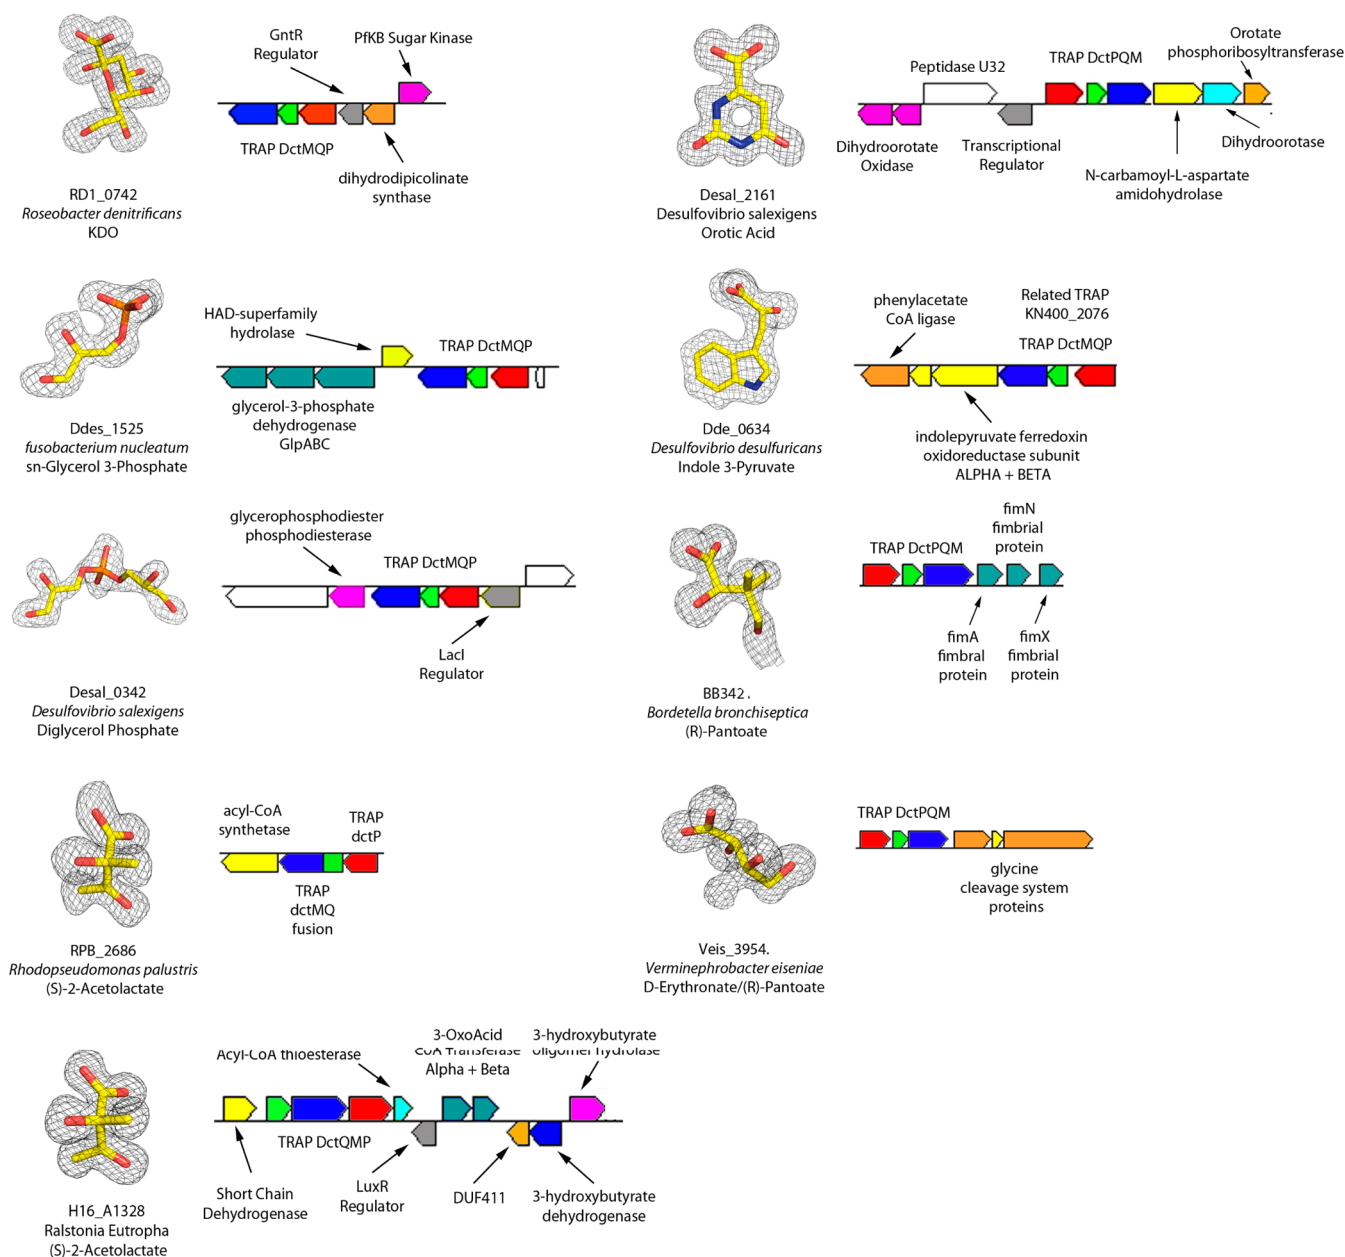 GntR
Regulator
PfKB Sugar Kinase
TRAP DctMQP
dihydrodipicolinate
synthase
RD1_0742
Roseobacter denitrificans
KDO
Orotate
phosphoribosyltransferase
TRAP DctPQM
Peptidase U32
Dihydroorotate
Oxidase
Transcriptional
Regulator
Dihydroorotase
N-carbamoyl-L-aspartate
amidohydrolase
Desal_2161
Desulfovibrio salexigens
Orotic Acid
HAD-superfamily
hydrolase
TRAP DctMQP
glycerol-3-phosphate
dehydrogenase
GlpABC
Ddes_1525
fusobacterium nucleatum
sn-Glycerol 3-Phosphate
phenylacetate
CoA ligase
Related TRAP
KN400_2076
TRAP DctMQP
indolepyruvate ferredoxin
oxidoreductase subunit
ALPHA + BETA
Dde_0634
Desulfovibrio desulfuricans
Indole 3-Pyruvate
glycerophosphodiester
phosphodiesterase
TRAP DctMQP
LacI
Regulator
Desal_0342
Desulfovibrio salexigens
Diglycerol Phosphate
fimN
fimbrial
protein
TRAP DctPQM
fimA
fimbral
protein
fimX
fimbrial
protein
BB342 .
Bordetella bronchiseptica
(R)-Pantoate
acyl-CoA
synthetase
TRAP
dctP
TRAP
dctMQ
fusion
RPB_2686
Rhodopseudomonas palustris
(S)-2-Acetolactate
TRAP DctPQM
glycine
cleavage system
proteins
Veis_3954.
Verminephrobacter eiseniae
D-Erythronate/(R)-Pantoate
3-OxoAcid
CoA Transferase
Alpha + Beta
3-hydroxybutyrate
oligomer hydrolase
Acyl-CoA thioesterase
TRAP DctQMP
Short Chain
Dehydrogenase
LuxR
Regulator
DUF411
3-hydroxybutyrate
dehydrogenase
H16_A1328
Ralstonia Eutropha
(S)-2-Acetolactate